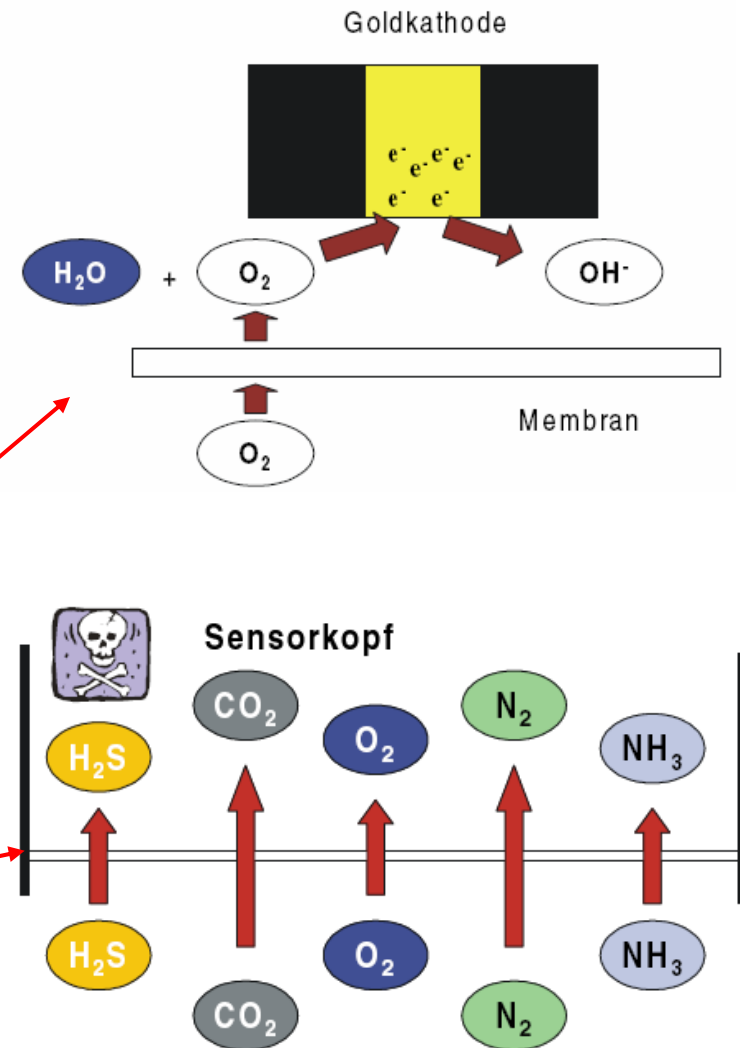 Goldkathode
e⁻ e⁻ e⁻ e⁻
e⁻ e⁻
H₂O + O₂ OH⁻
Membran
O₂
Sensorkopf
CO₂ N₂
H₂S O₂ NH₃
H₂S O₂ NH₃
CO₂ N₂